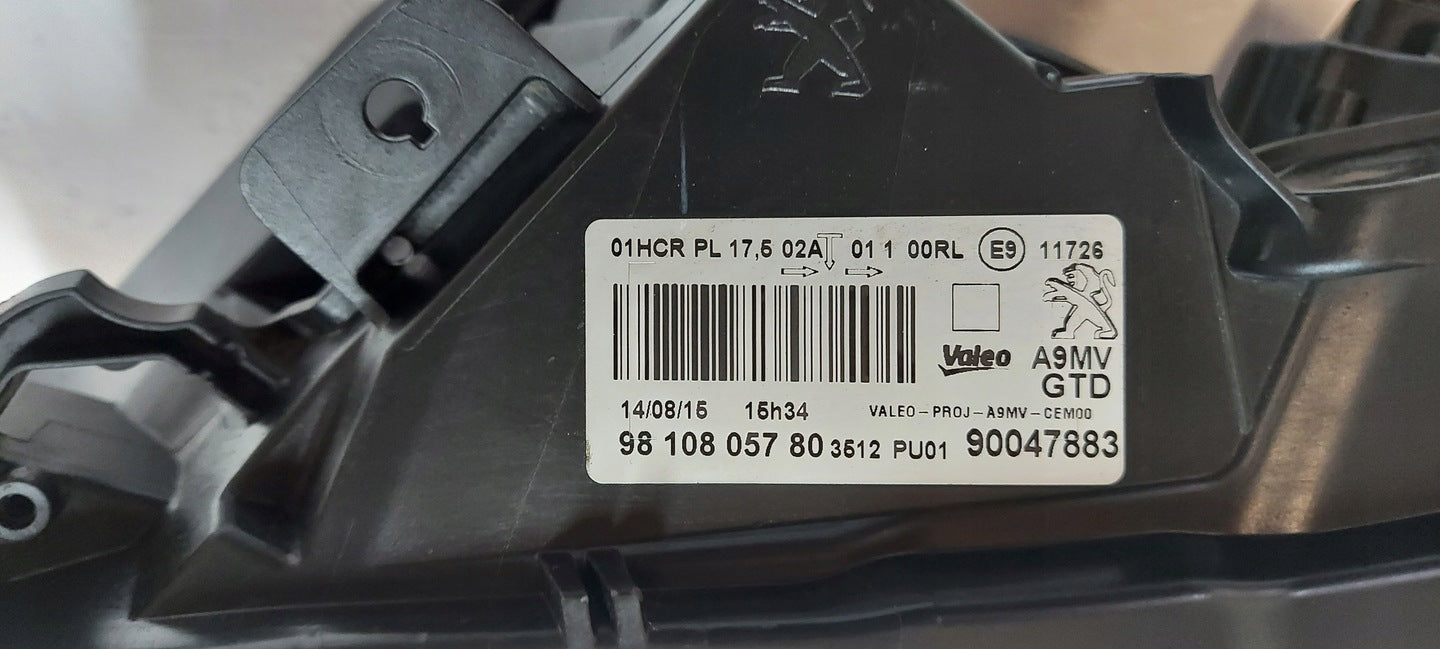 01HCR PL 17,5 02A 01 1 00RL E9 11726
Valeo A9MV
GTD
14/08/15 15h34 VALEO-PROJ-A9MV-CEM00
98 108 057 80 3512 PU01 90047883